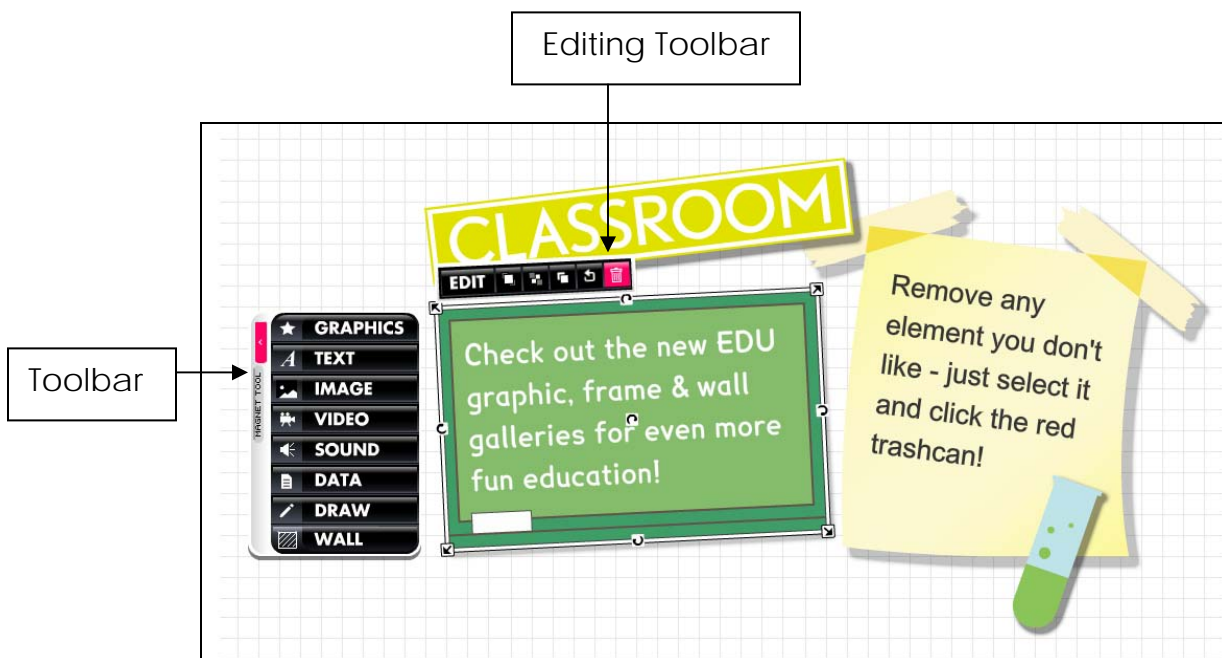 Editing Toolbar
CLASSROOM
EDIT
Toolbar
MAGNET TOOL
GRAPHICS
TEXT
IMAGE
VIDEO
SOUND
DATA
DRAW
WALL
Check out the new EDU
graphic, frame & wall
galleries for even more
fun education!
Remove any
element you don't
like - just select it
and click the red
trashcan!